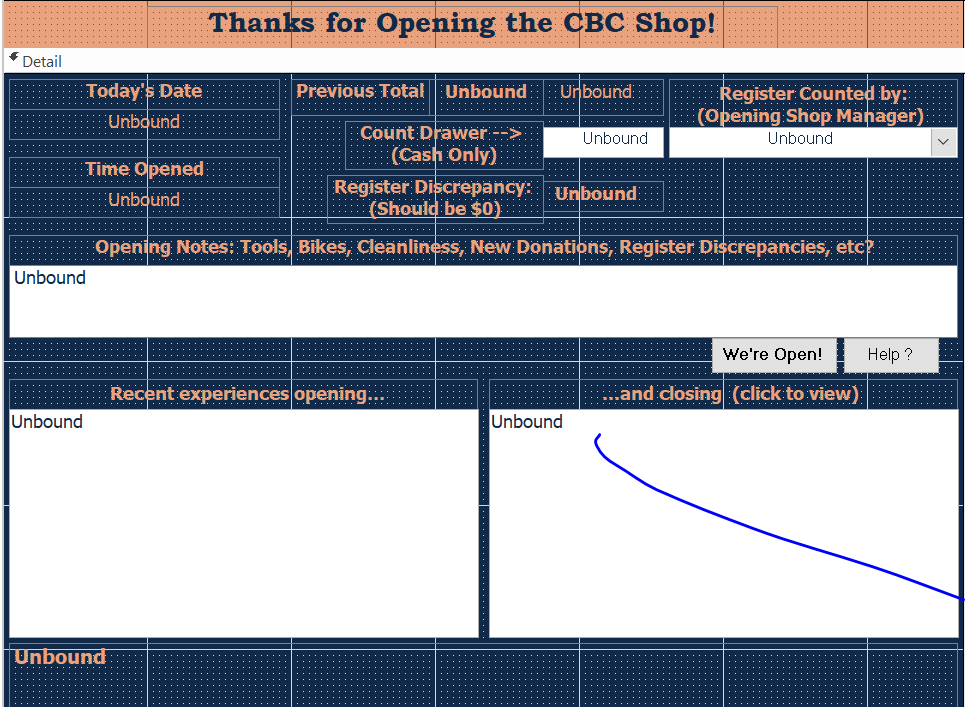 Thanks for Opening the CBC Shop!
Detail
Today's Date
Unbound
Previous Total
Unbound
Unbound
Register Counted by:
(Opening Shop Manager)
Unbound
Count Drawer -->
(Cash Only)
Unbound
Time Opened
Unbound
Register Discrepancy:
(Should be $0)
Unbound
Opening Notes: Tools, Bikes, Cleanliness, New Donations, Register Discrepancies, etc?
Unbound
We're Open!
Help ?
Recent experiences opening...
...and closing (click to view)
Unbound
Unbound
Unbound